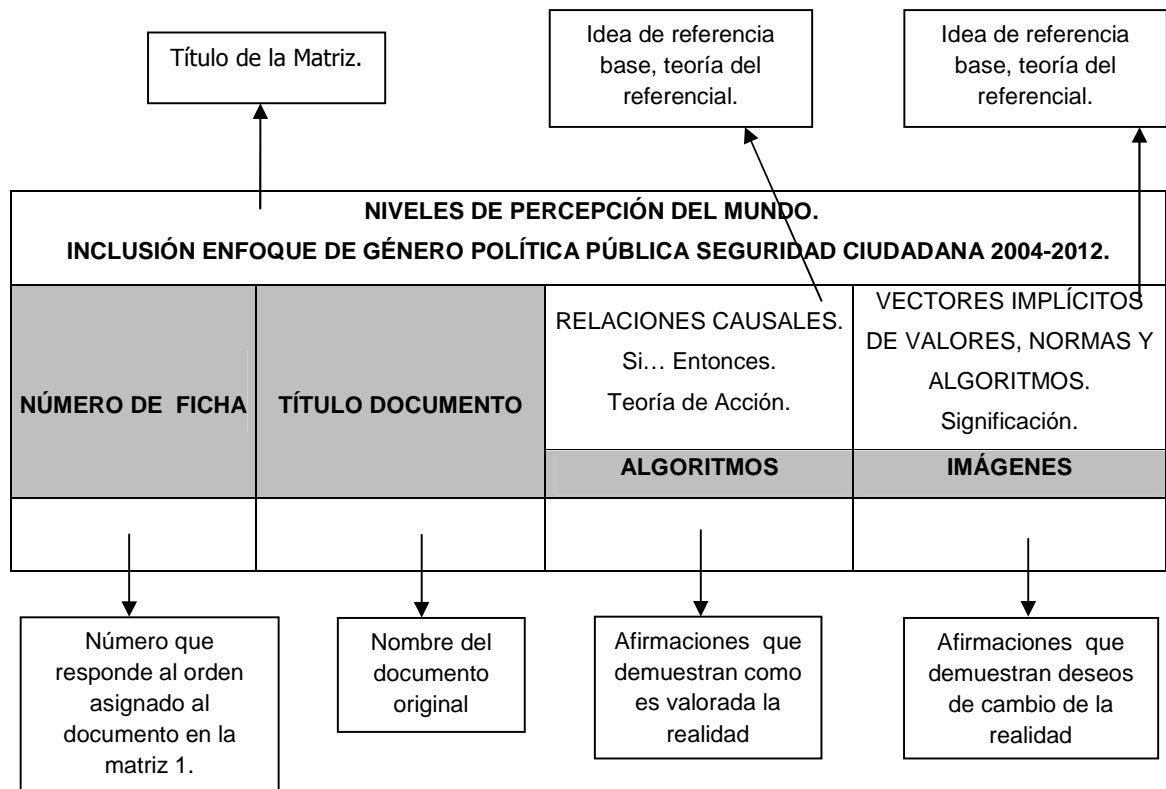 Título de la Matriz.
Idea de referencia
base, teoría del
referencial.
Idea de referencia
base, teoría del
referencial.
NIVELES DE PERCEPCIÓN DEL MUNDO.
INCLUSIÓN ENFOQUE DE GÉNERO POLÍTICA PÚBLICA SEGURIDAD CIUDADANA 2004-2012.
NÚMERO DE FICHA
TÍTULO DOCUMENTO
RELACIONES CAUSALES.
Si… Entonces.
Teoría de Acción.
ALGORITMOS
VECTORES IMPLÍCITOS
DE VALORES, NORMAS Y
ALGORITMOS.
Significación.
IMÁGENES
Número que
responde al orden
asignado al
documento en la
matriz 1.
Nombre del
documento
original
Afirmaciones que
demuestran como
es valorada la
realidad
Afirmaciones que
demuestran deseos
de cambio de la
realidad